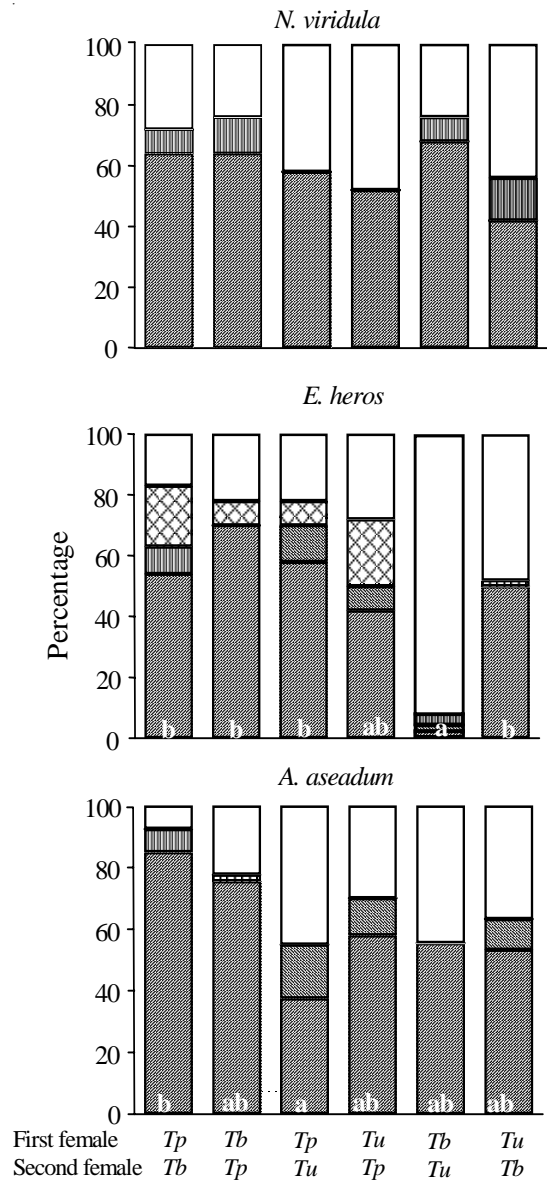 N. viridula
100
80
60
40
20
0
E. heros
100
80
60
40
20
0
b b b ab a b
Percentage
A. aseadum
100
80
60
40
20
0
b ab a ab ab ab
First female Tp Tb Tp Tu Tb Tu
Second female Tb Tp Tu Tp Tu Tb